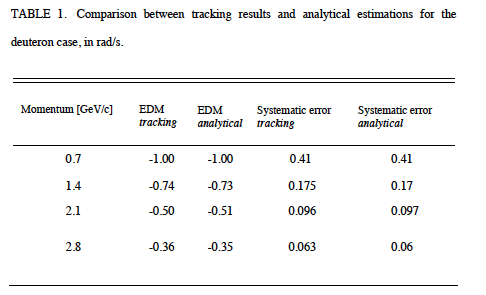 TABLE 1. Comparison between tracking results and analytical estimations for the
deuteron case, in rad/s.
Momentum [GeV/c] EDM tracking EDM analytical Systematic error tracking Systematic error analytical
0.7 -1.00 -1.00 0.41 0.41
1.4 -0.74 -0.73 0.175 0.17
2.1 -0.50 -0.51 0.096 0.097
2.8 -0.36 -0.35 0.063 0.06